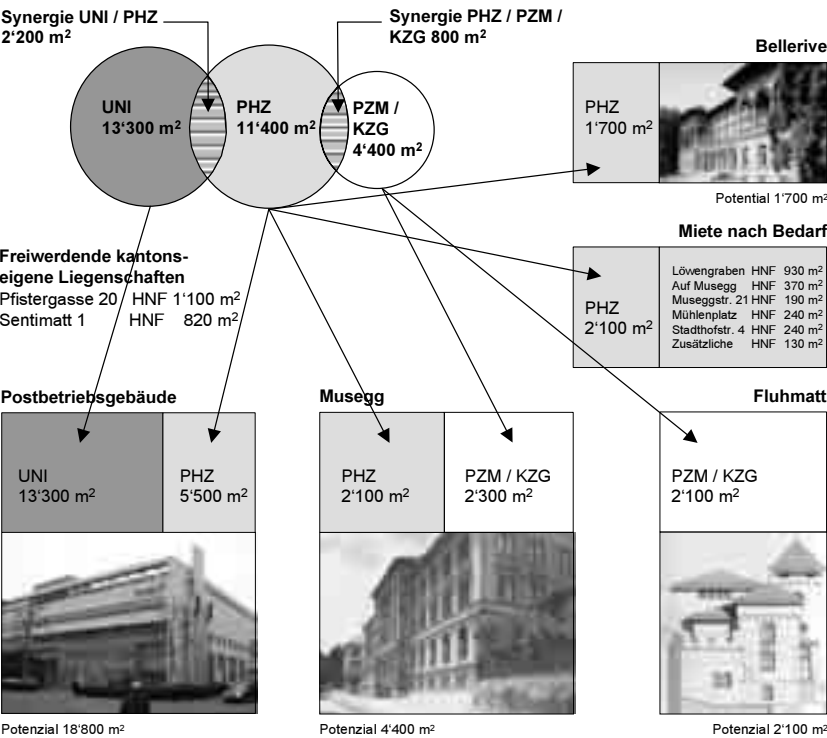 Synergie UNI / PHZ
2‘200 m²
Synergie PHZ / PZM /
KZG 800 m²
UNI
13‘300 m²
PHZ
11‘400 m²
PZM /
KZG
4‘400 m²
Bellerive
PHZ
1‘700 m²
Potential 1‘700 m²
Miete nach Bedarf
PHZ
2‘100 m²
Löwengraben HNF 930 m²
Auf Musegg HNF 370 m²
Museggstr. 21 HNF 190 m²
Mühlenplatz HNF 240 m²
Stadthofstr. 4 HNF 240 m²
Zusätzliche HNF 130 m²
Freiwerdende kantons-
eigene Liegenschaften
Pfistergasse 20 HNF 1‘100 m²
Sentimatt 1 HNF 820 m²
Postbetriebsgebäude
UNI
13‘300 m²
PHZ
5‘500 m²
Potenzial 18‘800 m²
Musegg
PHZ
2‘100 m²
PZM / KZG
2‘300 m²
Potenzial 4‘400 m²
Fluhmatt
PZM / KZG
2‘100 m²
Potenzial 2‘100 m²